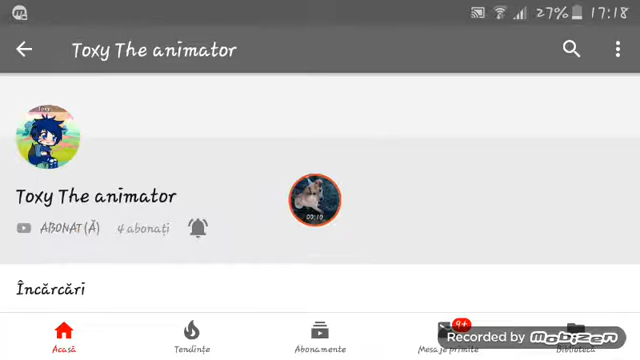 27% 17:18
Toxy The animator
Toxy The animator
00:10
ABONAT(Ă) 4 abonați
Încărcări
9+
Acasă Tendințe Abonamente Mesaje primite Bibliotecă
Recorded by Mobizen